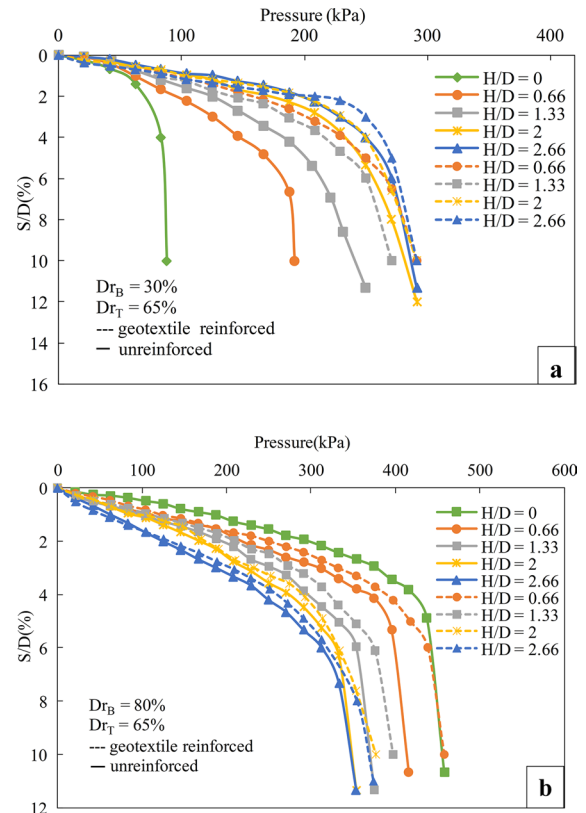 a
Pressure (kPa)
0 100 200 300 400
0
2
4
6
8
10
12
14
16
S/D(%)
H/D = 0
H/D = 0.66
H/D = 1.33
H/D = 2
H/D = 2.66
H/D = 0.66
H/D = 1.33
H/D = 2
H/D = 2.66
Dr_B = 30%
Dr_T = 65%
--- geotextile reinforced
— unreinforced
a
Pressure(kPa)
0 100 200 300 400 500 600
0
2
4
6
8
10
12
S/D(%)
H/D = 0
H/D = 0.66
H/D = 1.33
H/D = 2
H/D = 2.66
H/D = 0.66
H/D = 1.33
H/D = 2
H/D = 2.66
Dr_B = 80%
Dr_T = 65%
--- geotextile reinforced
— unreinforced
b